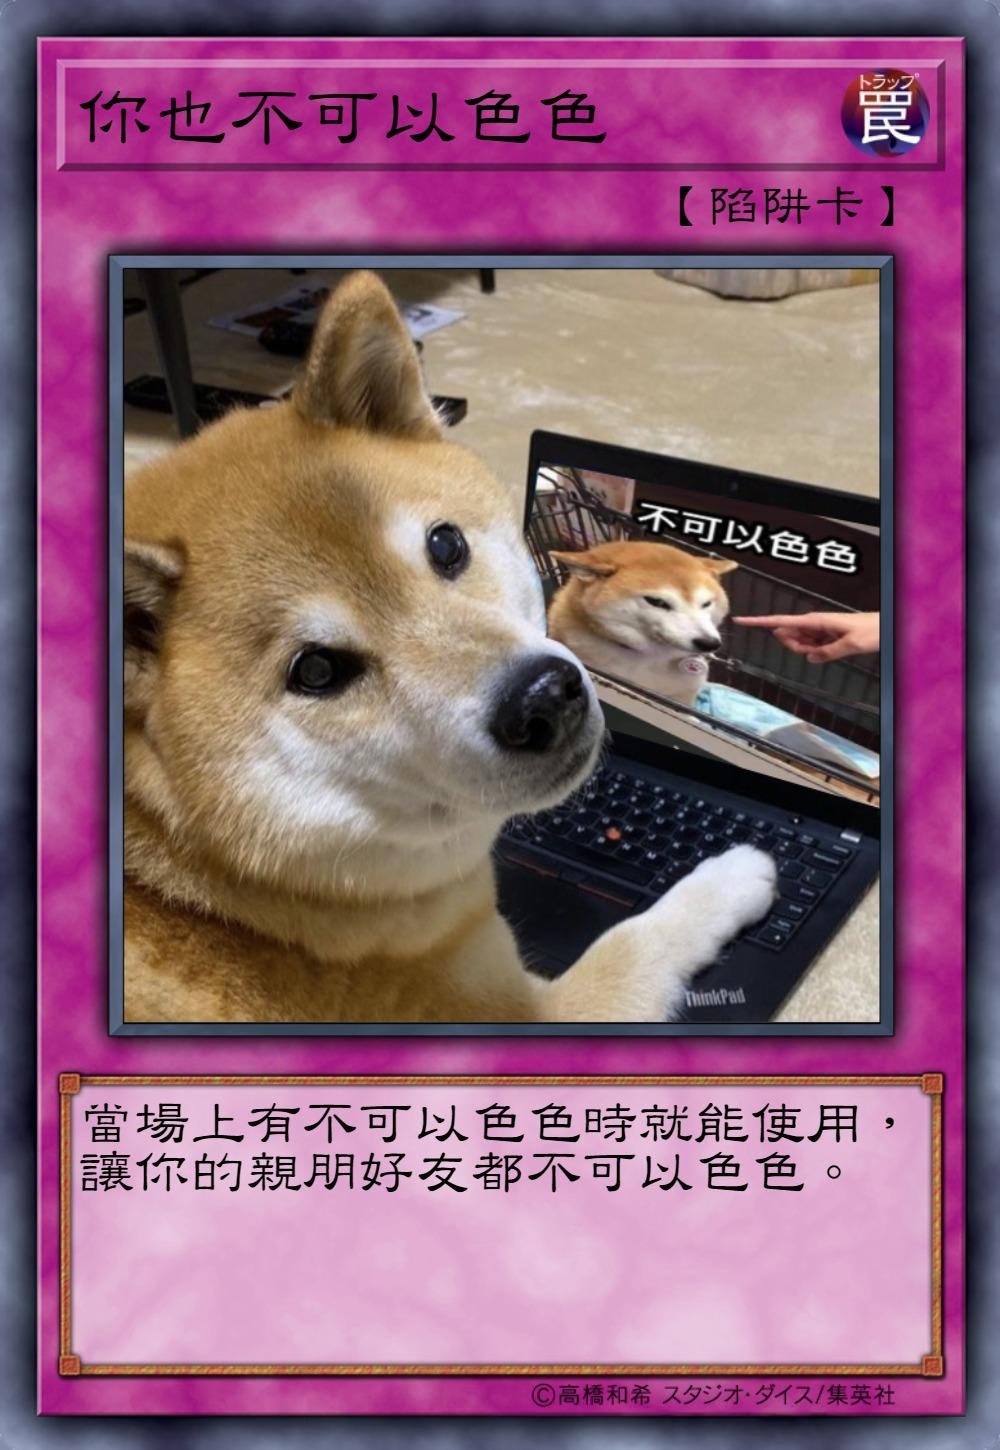 你也不可以色色
トラップ
罠
【陷阱卡】
不可以色色
ThinkPad
當場上有不可以色色時就能使用，
讓你的親朋好友都不可以色色。
©高橋和希 スタジオ・ダイス/集英社